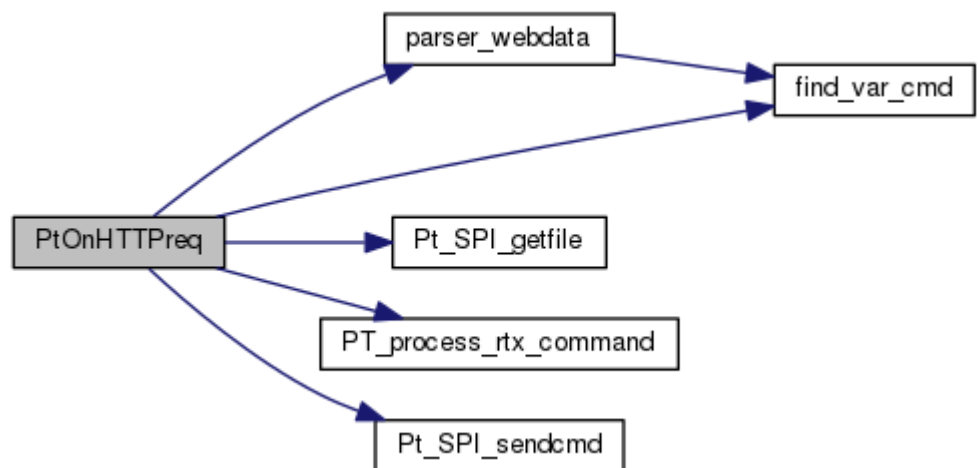 parser_webdata
find_var_cmd
PtOnHTTPreq
Pt_SPI_getfile
PT_process_rtx_command
Pt_SPI_sendcmd